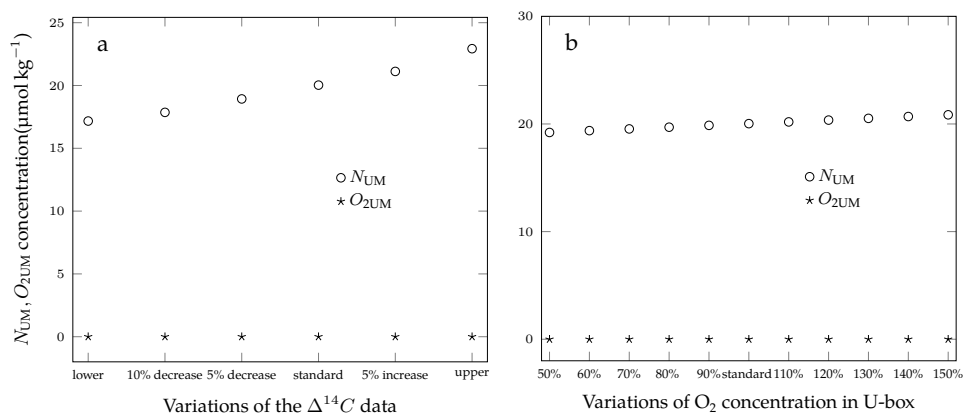 a
N_UM, O_2UM concentration(µmol kg⁻¹)
25
20
15
10
5
0
N_UM
O_2UM
lower 10% decrease 5% decrease standard 5% increase upper
Variations of the Δ¹⁴C data
b
30
20
10
0
N_UM
O_2UM
50% 60% 70% 80% 90% standard 110% 120% 130% 140% 150%
Variations of O₂ concentration in U-box